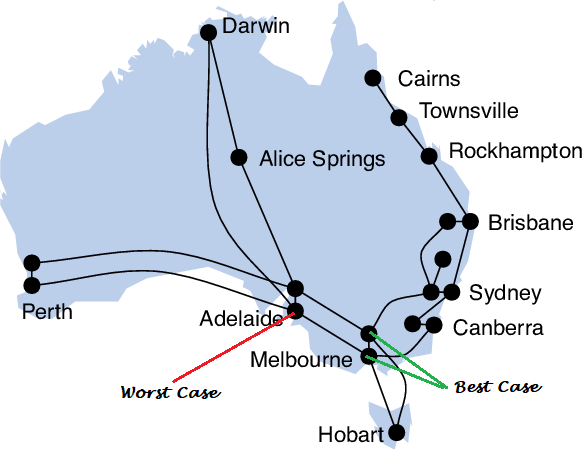 Darwin
Cairns
Townsville
Alice Springs
Rockhampton
Brisbane
Perth
Adelaide
Sydney
Canberra
Melbourne
Worst Case
Best Case
Hobart